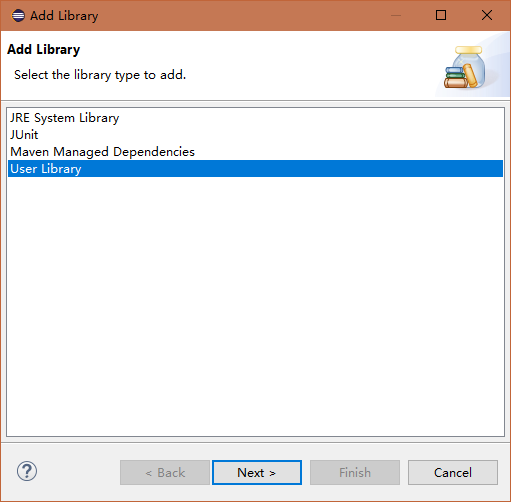 Add Library
Add Library
Select the library type to add.
JRE System Library
JUnit
Maven Managed Dependencies
User Library
?
< Back
Next >
Finish
Cancel